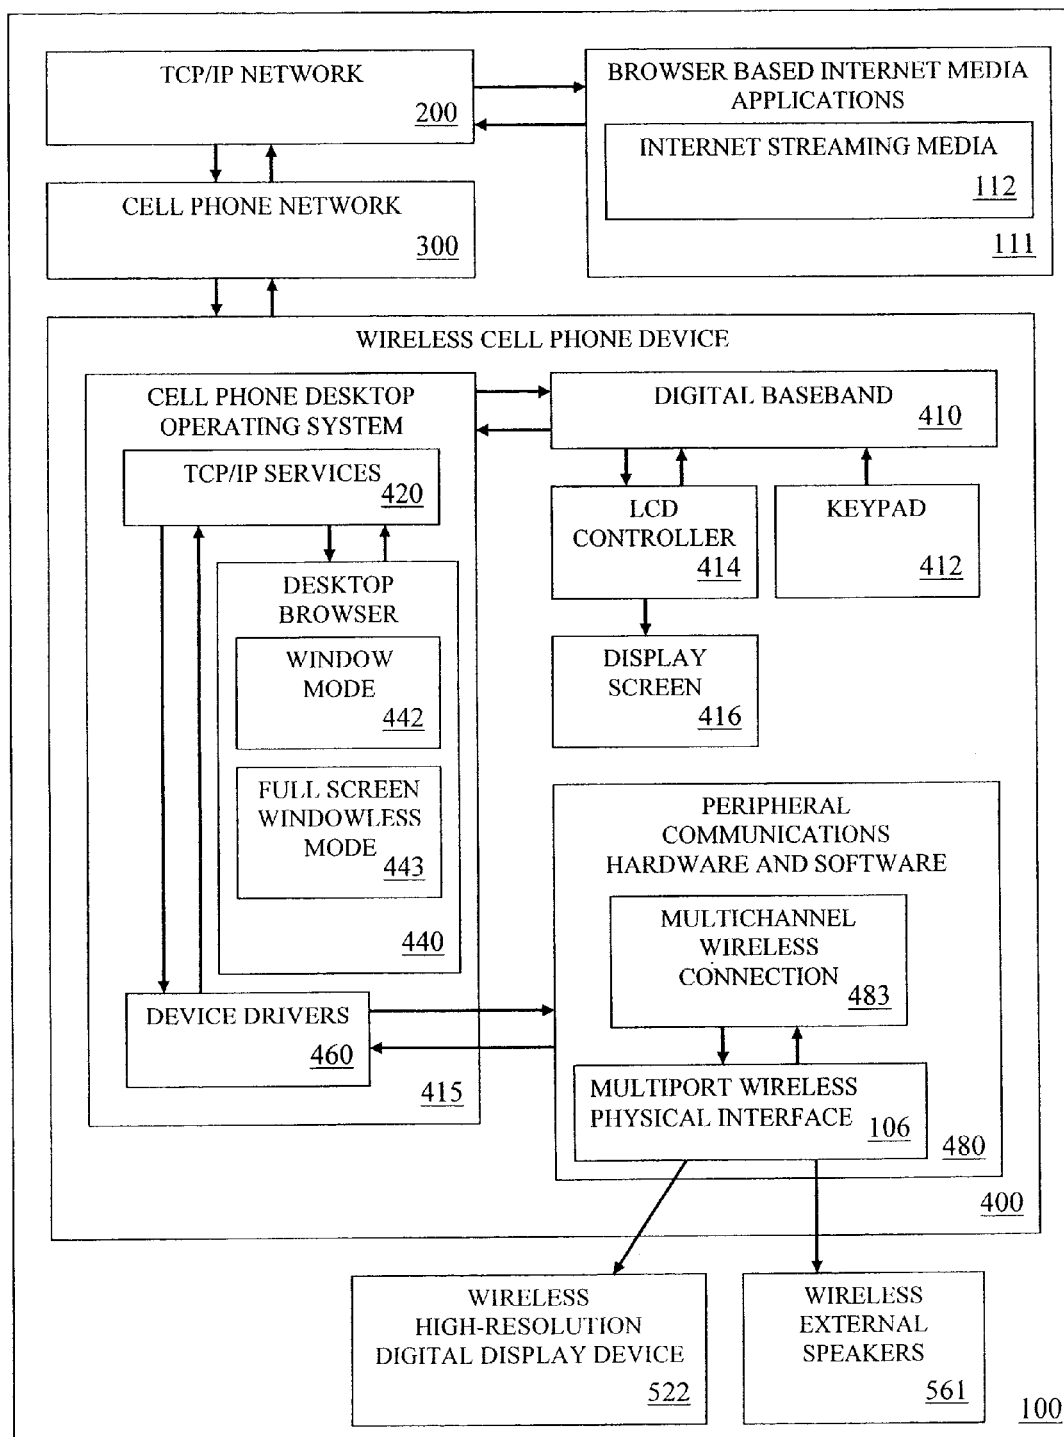 TCP/IP NETWORK
200
BROWSER BASED INTERNET MEDIA
APPLICATIONS
INTERNET STREAMING MEDIA
112
111
CELL PHONE NETWORK
300
WIRELESS CELL PHONE DEVICE
CELL PHONE DESKTOP
OPERATING SYSTEM
TCP/IP SERVICES
420
DESKTOP
BROWSER
WINDOW
MODE
442
FULL SCREEN
WINDOWLESS
MODE
443
440
DEVICE DRIVERS
460
415
DIGITAL BASEBAND
410
LCD
CONTROLLER
414
KEYPAD
412
DISPLAY
SCREEN
416
PERIPHERAL
COMMUNICATIONS
HARDWARE AND SOFTWARE
MULTICHANNEL
WIRELESS
CONNECTION
483
MULTIPORT WIRELESS
PHYSICAL INTERFACE
106
480
400
WIRELESS
HIGH-RESOLUTION
DIGITAL DISPLAY DEVICE
522
WIRELESS
EXTERNAL
SPEAKERS
561
100